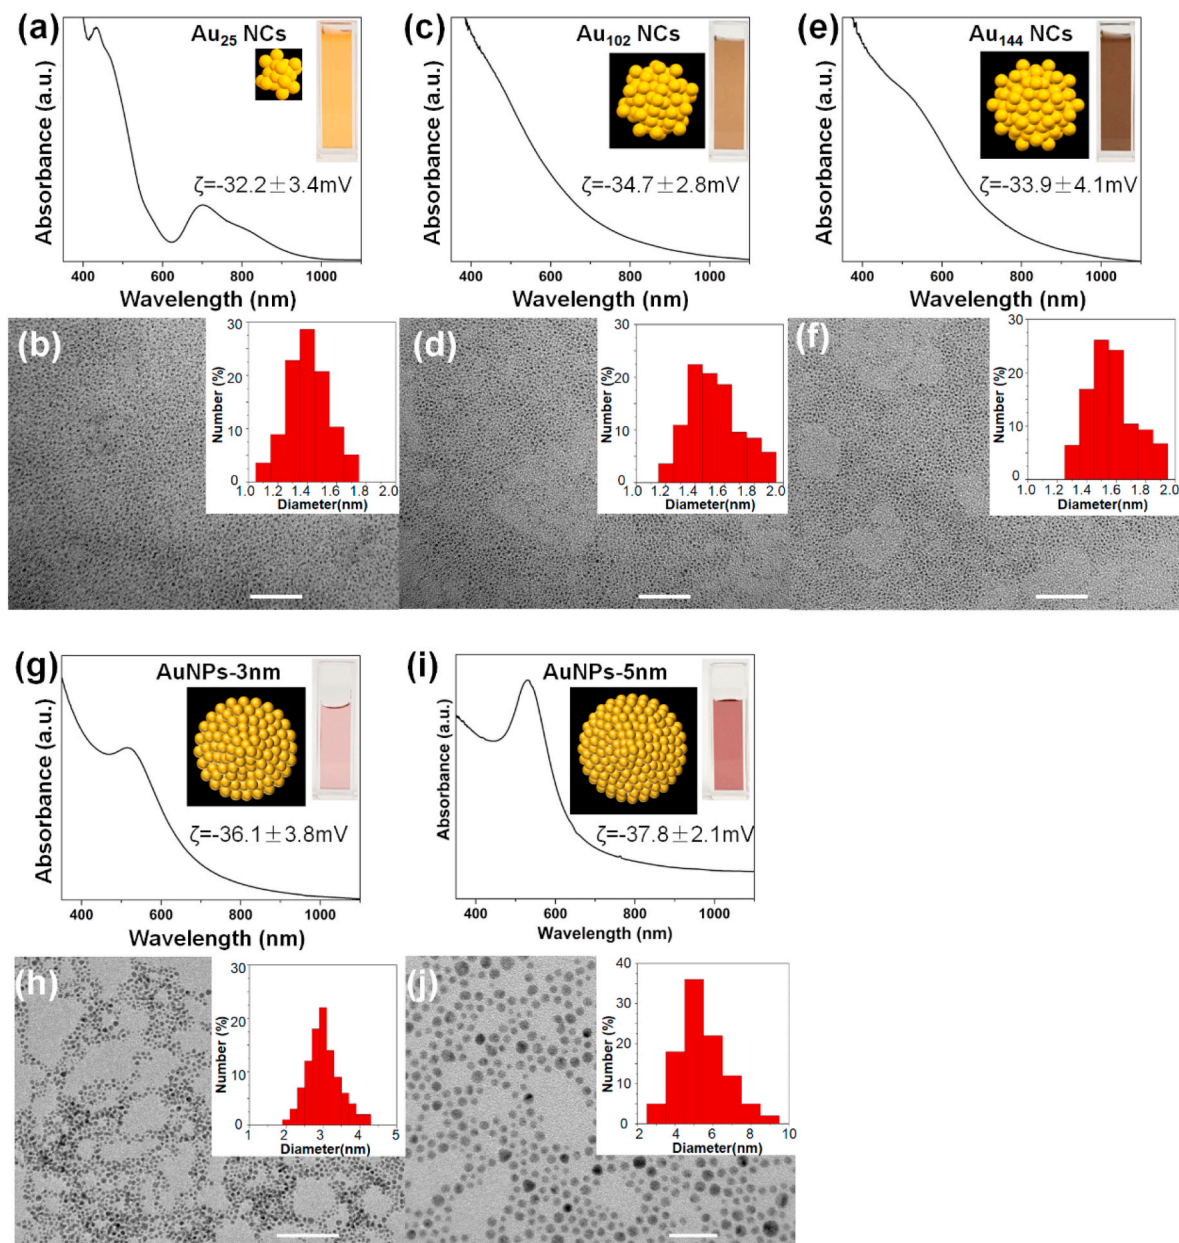 (a) Au25 NCs
ζ=-32.2±3.4mV
Absorbance (a.u.)
400 600 800 1000
Wavelength (nm)
(c) Au102 NCs
ζ=-34.7±2.8mV
Absorbance (a.u.)
400 600 800 1000
Wavelength (nm)
(e) Au144 NCs
ζ=-33.9±4.1mV
Absorbance (a.u.)
400 600 800 1000
Wavelength (nm)
(b)
30
20
10
0
Number (%)
1.0 1.4 1.8 2.0
Diameter(nm)
(d)
30
20
10
0
Number (%)
1.0 1.2 1.4 1.6 1.8 2.0
Diameter(nm)
(f)
30
20
10
0
Number (%)
1.0 1.2 1.4 1.6 1.8 2.0
Diameter(nm)
(g) AuNPs-3nm
ζ=-36.1±3.8mV
Absorbance (a.u.)
400 600 800 1000
Wavelength (nm)
(i) AuNPs-5nm
ζ=-37.8±2.1mV
Absorbance (a.u.)
400 600 800 1000
Wavelength (nm)
(h)
30
20
10
0
Number (%)
1 2 3 4 5
Diameter(nm)
(j)
40
30
20
10
0
Number (%)
2 4 6 8 10
Diameter(nm)